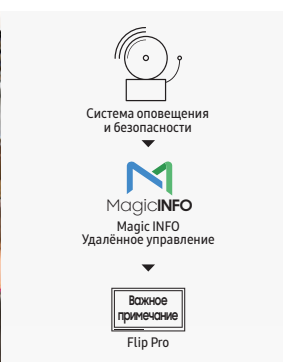 Система оповещения
и безопасности
MagicINFO
Magic INFO
Удалённое управление
Важное
примечание
Flip Pro